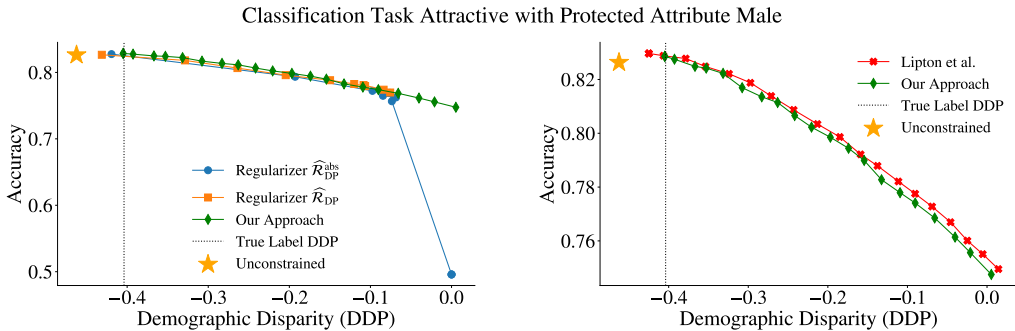 Classification Task Attractive with Protected Attribute Male
Accuracy
0.8
0.7
0.6
0.5
Regularizer R̂ᵃᵇˢ_DP
Regularizer R̂_DP
Our Approach
True Label DDP
Unconstrained
−0.4
−0.3
−0.2
−0.1
0.0
Demographic Disparity (DDP)
Accuracy
0.82
0.80
0.78
0.76
Lipton et al.
Our Approach
True Label DDP
Unconstrained
−0.4
−0.3
−0.2
−0.1
0.0
Demographic Disparity (DDP)